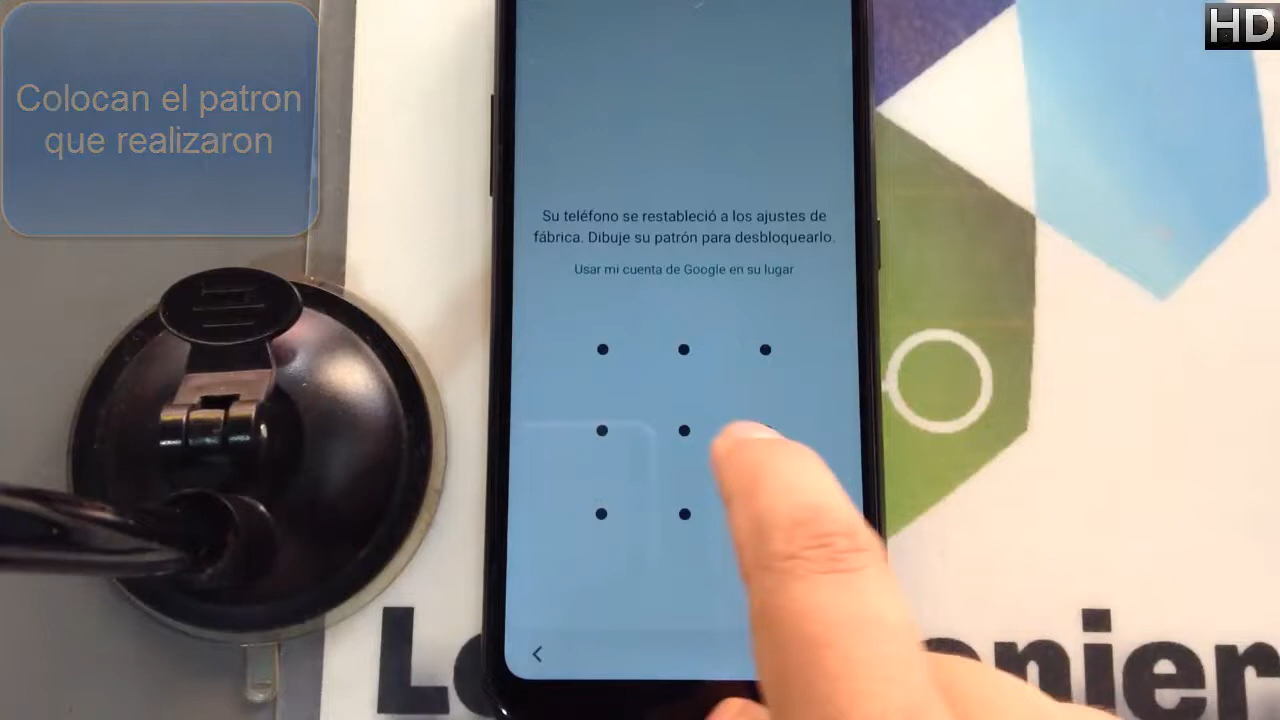 Colocan el patron
que realizaron
HD
Su teléfono se restableció a los ajustes de
fábrica. Dibuje su patrón para desbloquearlo.
Usar mi cuenta de Google en su lugar